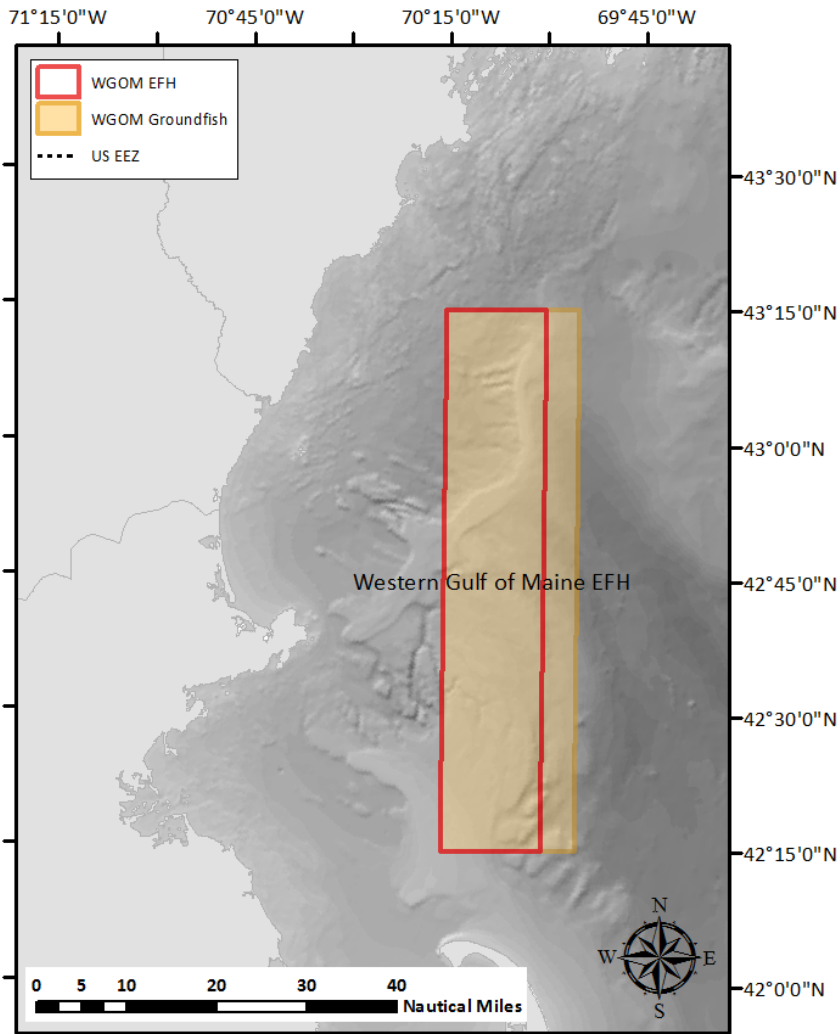 71°15'0"W 70°45'0"W 70°15'0"W 69°45'0"W
WGOM EFH
WGOM Groundfish
US EEZ
43°30'0"N
43°15'0"N
43°0'0"N
Western Gulf of Maine EFH
42°45'0"N
42°30'0"N
42°15'0"N
N
W E
S
42°0'0"N
0 5 10 20 30 40
Nautical Miles